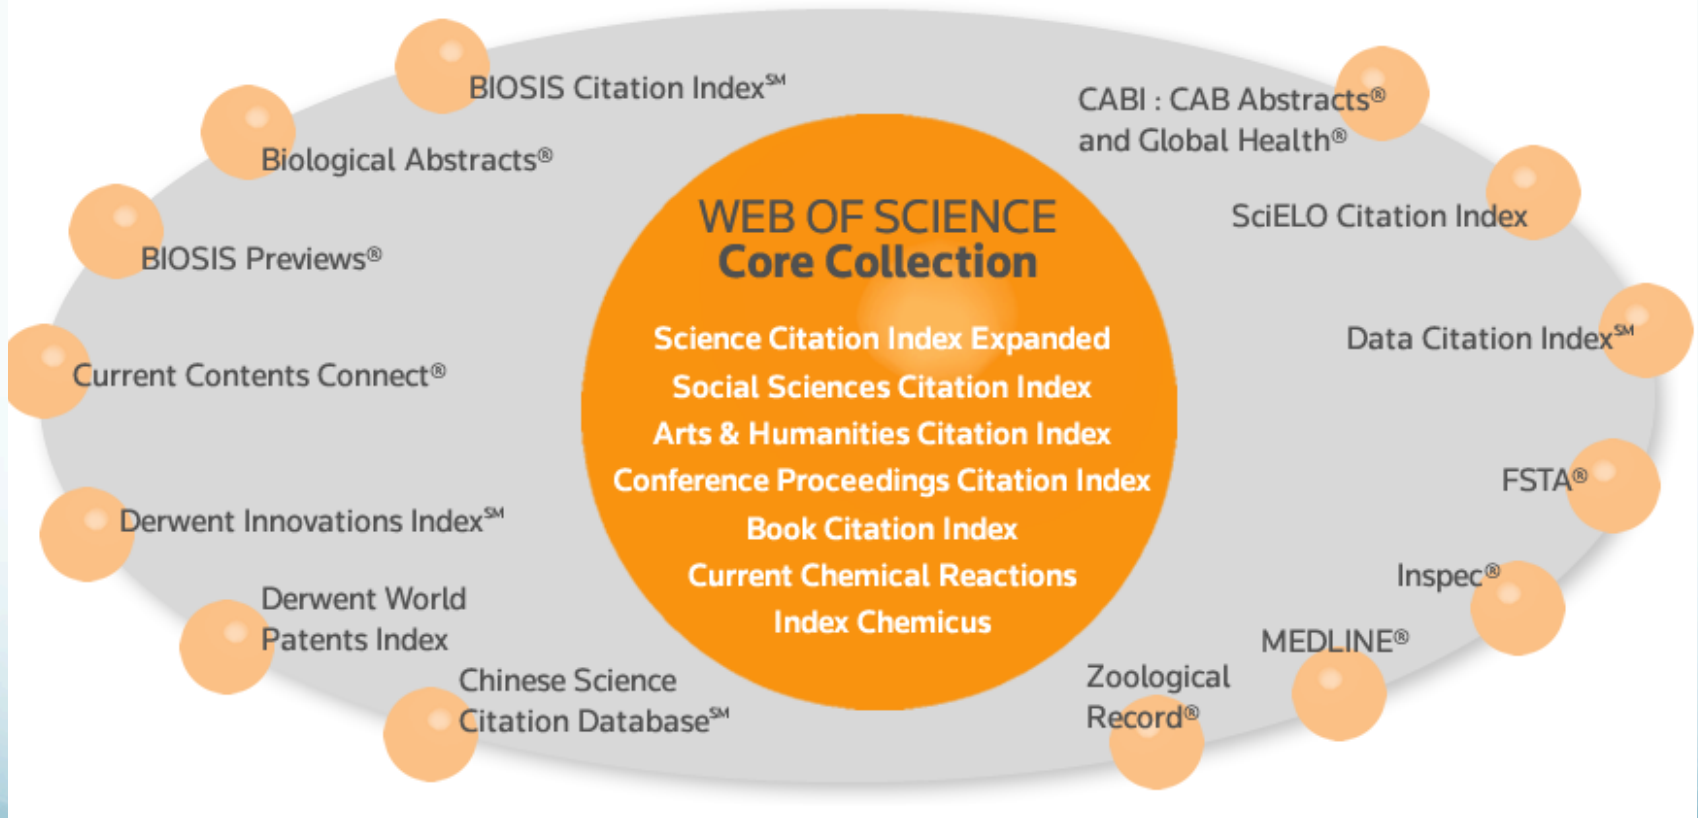 BIOSIS Citation Index℠
Biological Abstracts®
BIOSIS Previews®
Current Contents Connect®
Derwent Innovations Index℠
Derwent World
Patents Index
Chinese Science
Citation Database℠
WEB OF SCIENCE
Core Collection
Science Citation Index Expanded
Social Sciences Citation Index
Arts & Humanities Citation Index
Conference Proceedings Citation Index
Book Citation Index
Current Chemical Reactions
Index Chemicus
CABI : CAB Abstracts®
and Global Health®
SciELO Citation Index
Data Citation Index℠
FSTA®
Inspec®
MEDLINE®
Zoological
Record®